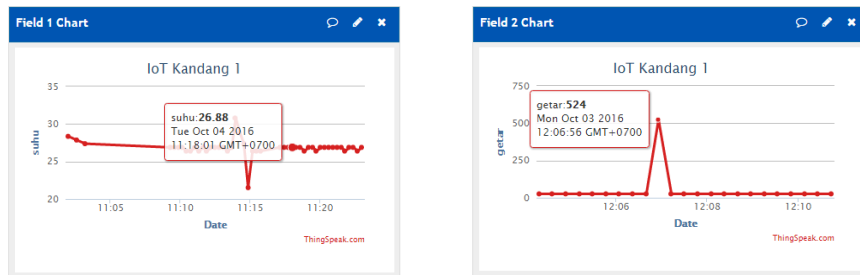 Field 1 Chart
IoT Kandang 1
35
30
25
20
suhu
suhu:26.88
Tue Oct 04 2016
11:18:01 GMT+0700
11:05
11:10
11:15
11:20
Date
ThingSpeak.com
Field 2 Chart
IoT Kandang 1
750
500
250
0
getar
getar:524
Mon Oct 03 2016
12:06:56 GMT+0700
12:06
12:08
12:10
Date
ThingSpeak.com